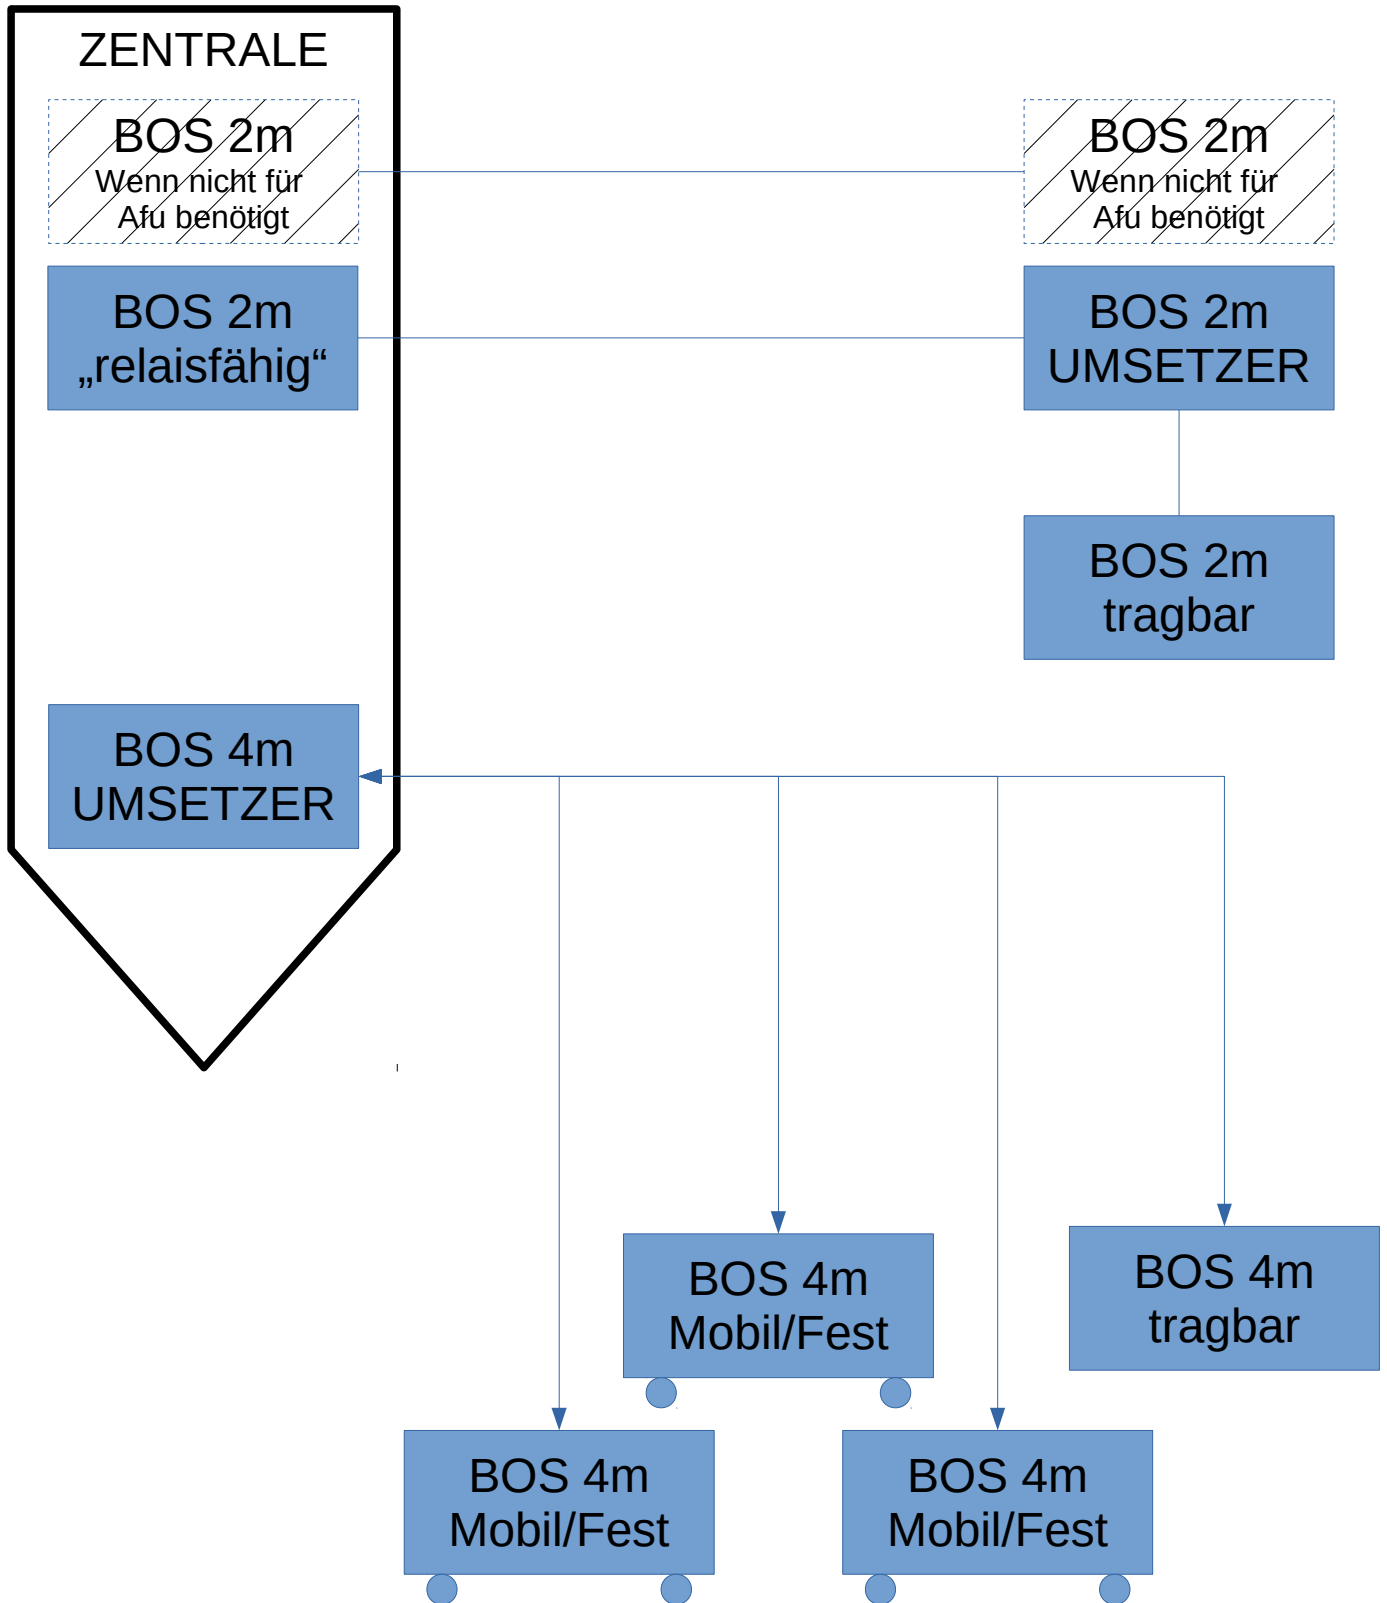 ZENTRALE
BOS 2m
Wenn nicht für
Afu benötigt
BOS 2m
Wenn nicht für
Afu benötigt
BOS 2m
„relaisfähig“
BOS 2m
UMSETZER
BOS 2m
tragbar
BOS 4m
UMSETZER
BOS 4m
Mobil/Fest
BOS 4m
tragbar
BOS 4m
Mobil/Fest
BOS 4m
Mobil/Fest